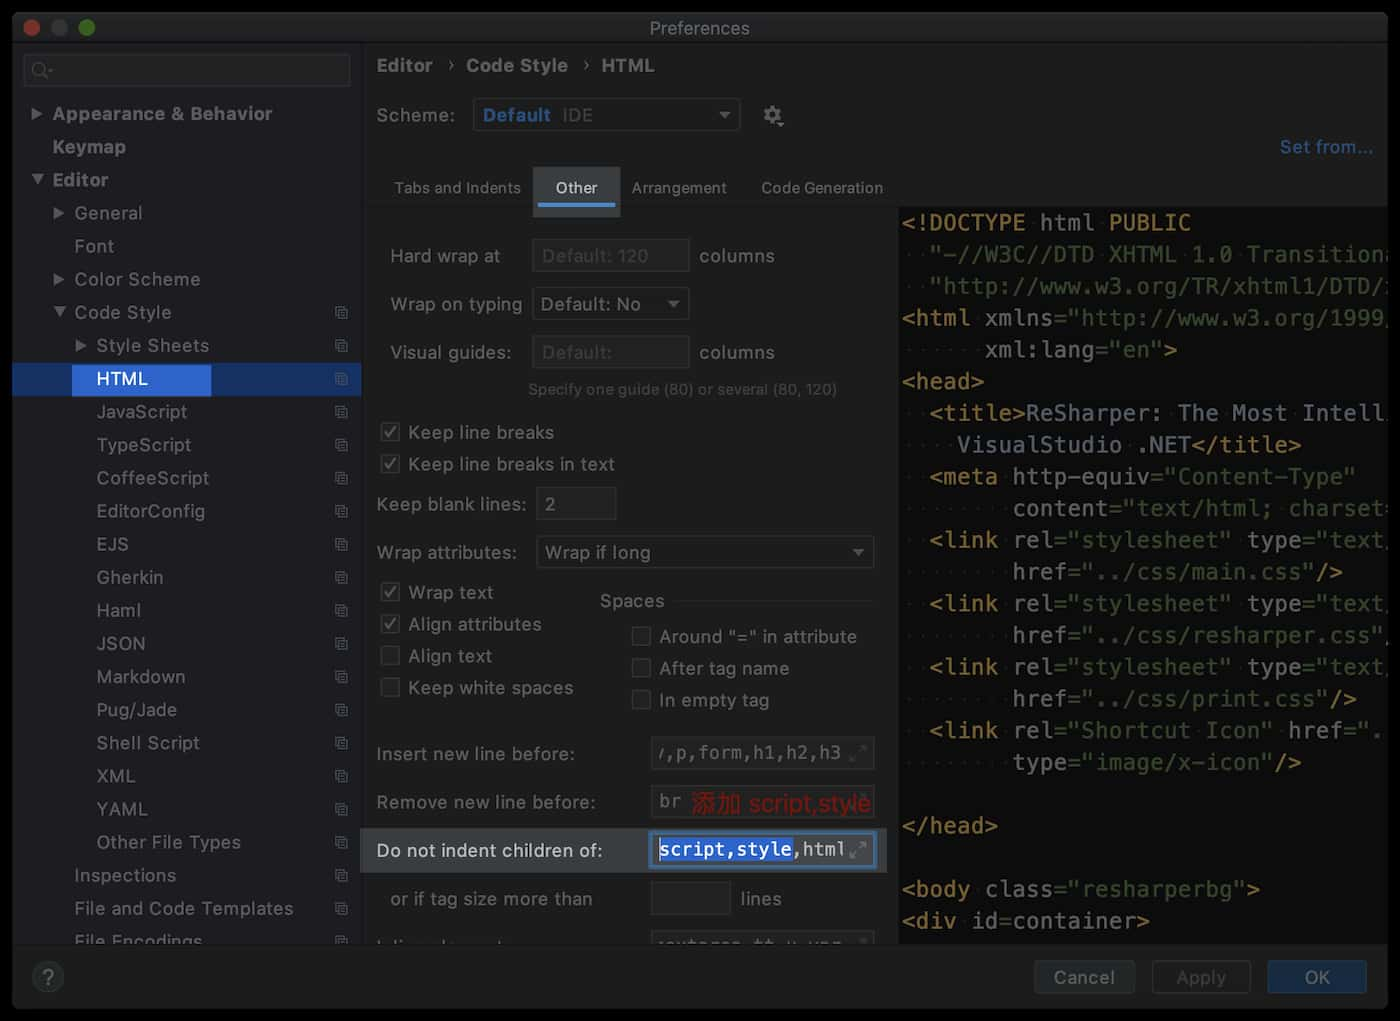 Preferences
Appearance & Behavior
Keymap
Editor
General
Font
Color Scheme
Code Style
Style Sheets
HTML
JavaScript
TypeScript
CoffeeScript
EditorConfig
EJS
Gherkin
Haml
JSON
Markdown
Pug/Jade
Shell Script
XML
YAML
Other File Types
Inspections
File and Code Templates
File Encodings
Editor › Code Style › HTML
Scheme: Default IDE
Set from...
Tabs and Indents Other Arrangement Code Generation
Hard wrap at Default: 120 columns
Wrap on typing Default: No
Visual guides: Default: columns
Specify one guide (80) or several (80, 120)
Keep line breaks
Keep line breaks in text
Keep blank lines: 2
Wrap attributes: Wrap if long
Wrap text
Align attributes
Align text
Keep white spaces
Spaces
Around "=" in attribute
After tag name
In empty tag
Insert new line before: ,p,form,h1,h2,h3
Remove new line before: br
添加 script,style
Do not indent children of: script,style,html
or if tag size more than lines
<!DOCTYPE html PUBLIC
"-//W3C//DTD XHTML 1.0 Transition
"http://www.w3.org/TR/xhtml1/DTD/
<html xmlns="http://www.w3.org/1999
xml:lang="en">
<head>
<title>ReSharper: The Most Intell
VisualStudio .NET</title>
<meta http-equiv="Content-Type"
content="text/html; charset=
<link rel="stylesheet" type="text
href="../css/main.css"/>
<link rel="stylesheet" type="text
href="../css/resharper.css"
<link rel="stylesheet" type="text
href="../css/print.css"/>
<link rel="Shortcut Icon" href=".
type="image/x-icon"/>
</head>
<body class="resharperbg">
<div id=container>
?
Cancel Apply OK